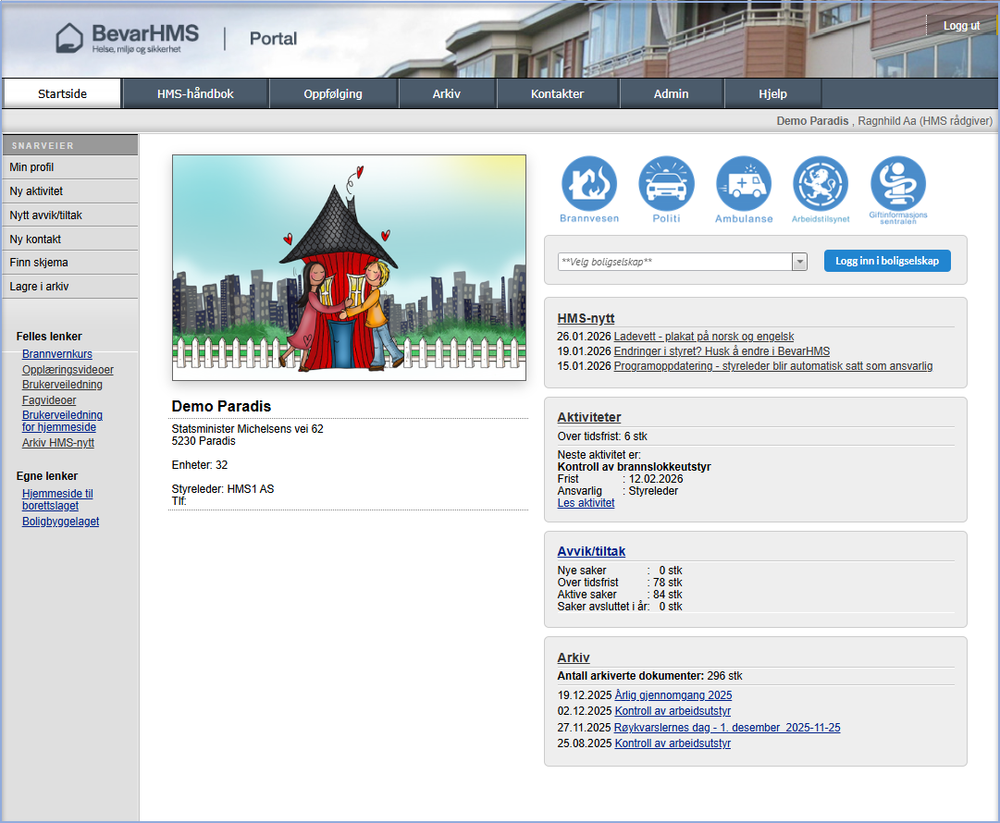 BevarHMS
Helse, miljø og sikkerhet
Portal
Logg ut
Startside
HMS-håndbok
Oppfølging
Arkiv
Kontakter
Admin
Hjelp
Demo Paradis , Ragnhild Aa (HMS rådgiver)
SNARVEIER
Min profil
Ny aktivitet
Nytt avvik/tiltak
Ny kontakt
Finn skjema
Lagre i arkiv
Felles lenker
Brannvernkurs
Opplæringsvideoer
Brukerveiledning
Fagvideoer
Brukerveiledning
for hjemmeside
Arkiv HMS-nytt
Egne lenker
Hjemmeside til
borettslaget
Boligbyggelaget
Demo Paradis
Statsminister Michelsens vei 62
5230 Paradis
Enheter: 32
Styreleder: HMS1 AS
Tlf:
Brannvesen
Politi
Ambulanse
Arbeidstilsynet
Giftinformasjons
sentralen
**Velg boligselskap**
Logg inn i boligselskap
HMS-nytt
26.01.2026 Ladevett - plakat på norsk og engelsk
19.01.2026 Endringer i styret? Husk å endre i BevarHMS
15.01.2026 Programoppdatering - styreleder blir automatisk satt som ansvarlig
Aktiviteter
Over tidsfrist: 6 stk
Neste aktivitet er:
Kontroll av brannslokkeutstyr
Frist : 12.02.2026
Ansvarlig : Styreleder
Les aktivitet
Avvik/tiltak
Nye saker : 0 stk
Over tidsfrist : 78 stk
Aktive saker : 84 stk
Saker avsluttet i år: 0 stk
Arkiv
Antall arkiverte dokumenter: 296 stk
19.12.2025 Årlig gjennomgang 2025
02.12.2025 Kontroll av arbeidsutstyr
27.11.2025 Røykvarslernes dag - 1. desember 2025-11-25
25.08.2025 Kontroll av arbeidsutstyr